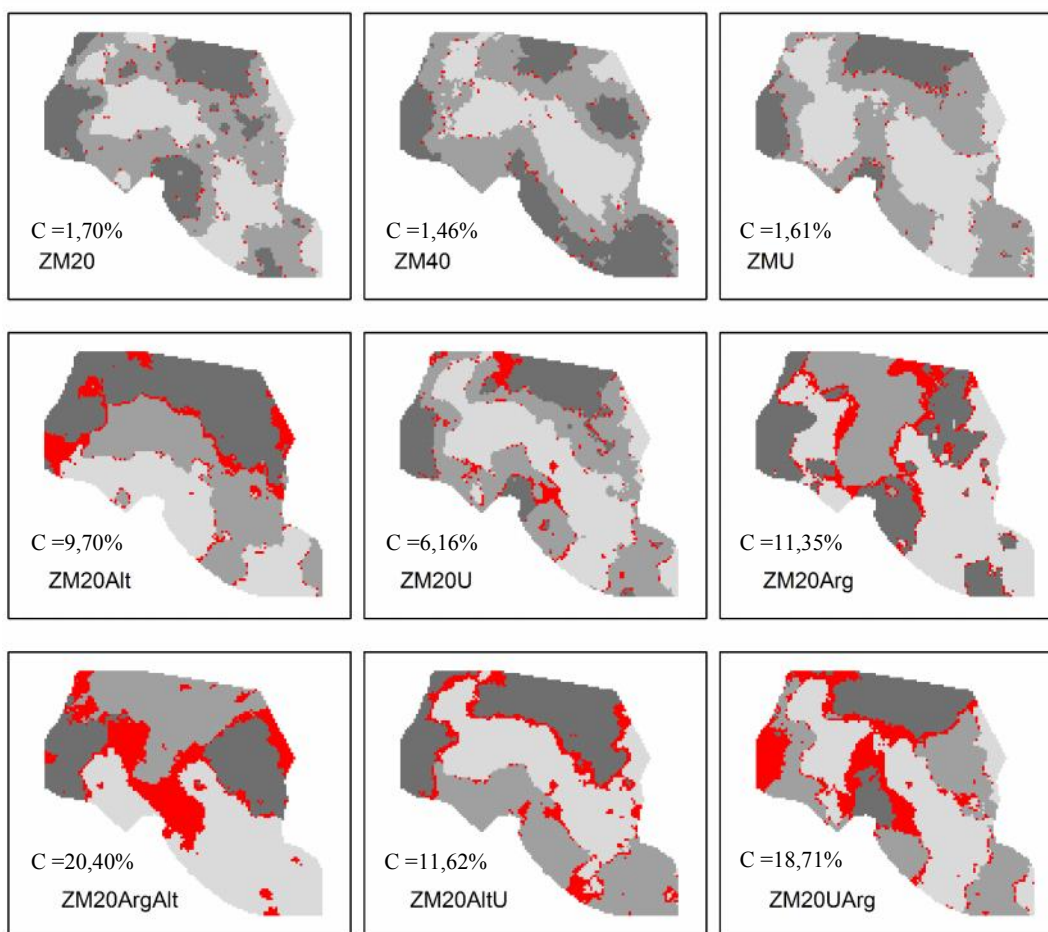 C =1,70%
ZM20
C =1,46%
ZM40
C =1,61%
ZMU
C =9,70%
ZM20Alt
C =6,16%
ZM20U
C =11,35%
ZM20Arg
C =20,40%
ZM20ArgAlt
C =11,62%
ZM20AltU
C =18,71%
ZM20UArg